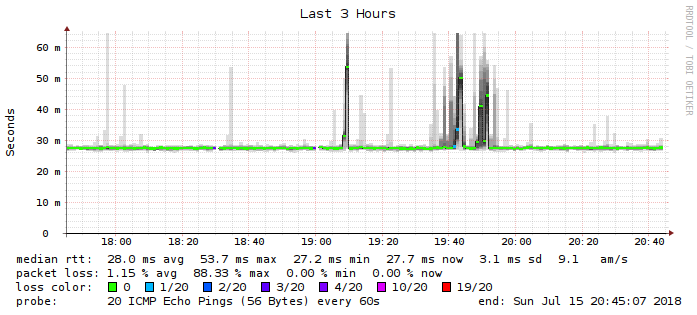 Last 3 Hours
RRDTOOL / TOBI OETIKER
Seconds
60 m
50 m
40 m
30 m
20 m
10 m
0
18:00 18:20 18:40 19:00 19:20 19:40 20:00 20:20 20:40
median rtt: 28.0 ms avg 53.7 ms max 27.2 ms min 27.7 ms now 3.1 ms sd 9.1 am/s
packet loss: 1.15 % avg 88.33 % max 0.00 % min 0.00 % now
loss color: 0 1/20 2/20 3/20 4/20 10/20 19/20
probe: 20 ICMP Echo Pings (56 Bytes) every 60s end: Sun Jul 15 20:45:07 2018